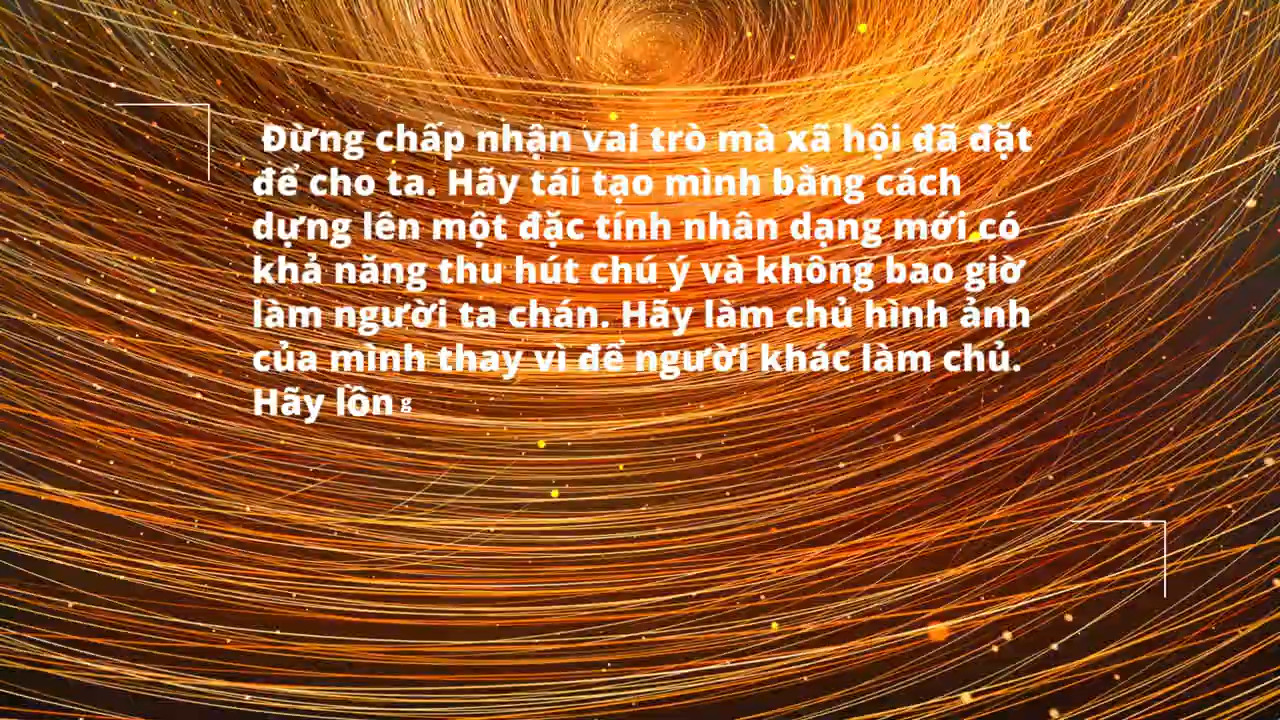 Đừng chấp nhận vai trò mà xã hội đã đặt
để cho ta. Hãy tái tạo mình bằng cách
dựng lên một đặc tính nhân dạng mới có
khả năng thu hút chú ý và không bao giờ
làm người ta chán. Hãy làm chủ hình ảnh
của mình thay vì để người khác làm chủ.
Hãy lồng